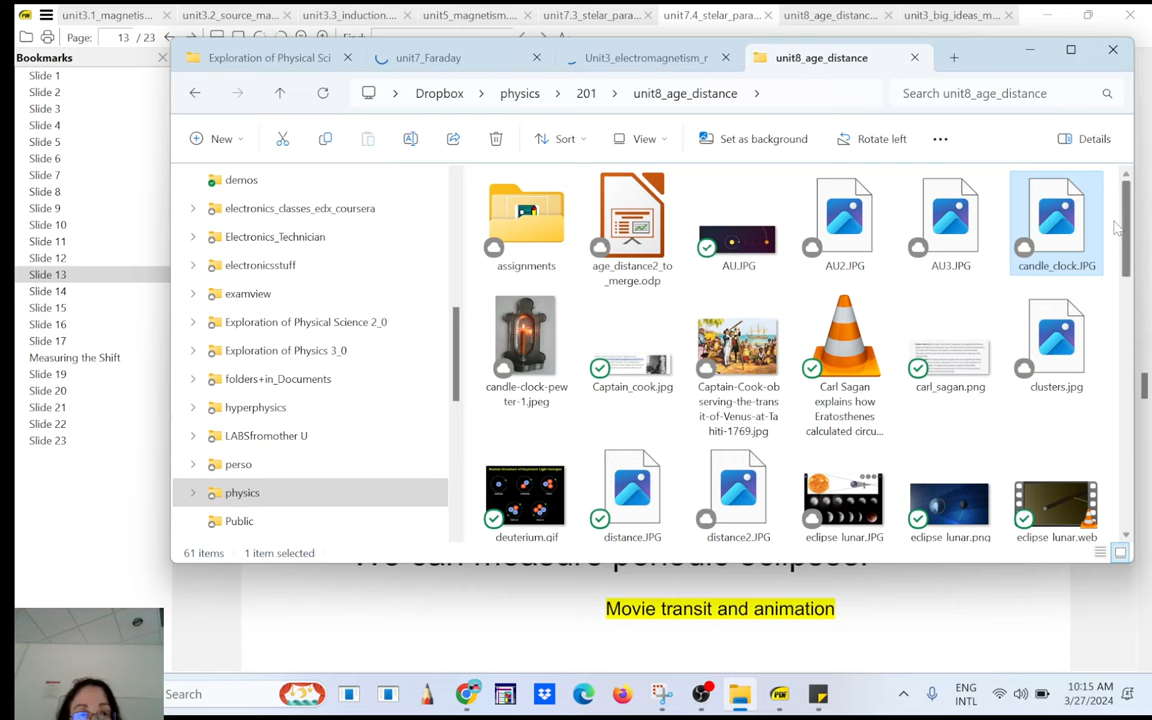 unit3.1_magnetis...
unit3.2_source_ma...
unit3.3_induction....
unit5_magnetism....
unit7.3_stelar_para...
unit7.4_stelar_para...
unit8_age_distanc...
unit3_big_ideas_m...
Page: 13 / 23
Find:
Bookmarks
Slide 1
Slide 2
Slide 3
Slide 4
Slide 5
Slide 6
Slide 7
Slide 8
Slide 9
Slide 10
Slide 11
Slide 12
Slide 13
Slide 14
Slide 15
Slide 16
Slide 17
Measuring the Shift
Slide 19
Slide 20
Slide 21
Slide 22
Slide 23
Exploration of Physical Sci
unit7_Faraday
Unit3_electromagnetism_r
unit8_age_distance
Dropbox > physics > 201 > unit8_age_distance >
Search unit8_age_distance
New
Sort
View
Set as background
Rotate left
Details
demos
electronics_classes_edx_coursera
Electronics_Technician
electronicsstuff
examview
Exploration of Physical Science 2_0
Exploration of Physics 3_0
folders+in_Documents
hyperphysics
LABSfromother U
perso
physics
Public
assignments
age_distance2_to
_merge.odp
AU.JPG
AU2.JPG
AU3.JPG
candle_clock.JPG
candle-clock-pew
ter-1.jpeg
Captain_cook.jpg
Captain-Cook-ob
serving-the-trans
it-of-Venus-at-Ta
hiti-1769.jpg
Carl Sagan
explains how
Eratosthenes
calculated circu...
carl_sagan.png
clusters.jpg
deuterium.gif
distance.JPG
distance2.JPG
eclipse lunar.JPG
eclipse lunar.png
eclipse lunar.web
61 items
1 item selected
We can measure periodic eclipses.
Movie transit and animation
Search
ENG
INTL
10:15 AM
3/27/2024